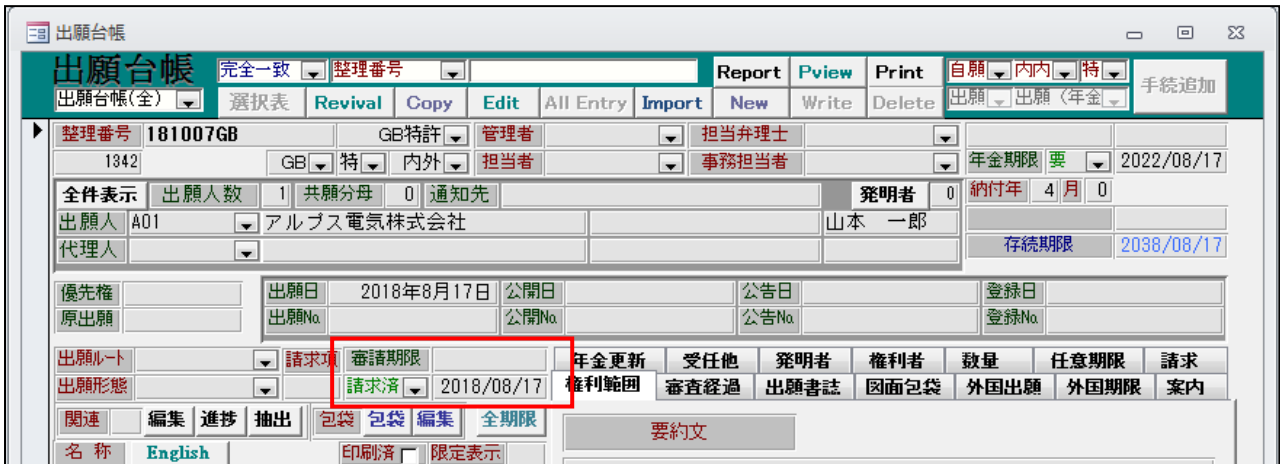 出願台帳
出願台帳 完全一致 整理番号 Report Pview Print 自願 内内 特 手続追加
出願台帳(全) 選択表 Revival Copy Edit All Entry Import New Write Delete 出願 出願（年金
整理番号 181007GB GB特許 管理者 担当弁理士
1342 GB 特 内外 担当者 事務担当者 年金期限 要 2022/08/17
全件表示 出願人数 1 共願分母 0 通知先 発明者 0 納付年 4 月 0
出願人 A01 アルプス電気株式会社 山本 一郎
代理人 存続期限 2038/08/17
優先権 出願日 2018年8月17日 公開日 公告日 登録日
原出願 出願No. 公開No. 公告No. 登録No.
出願ルート 請求項 審請期限 年金更新 受任他 発明者 権利者 数量 任意期限 請求
出願形態 請求済 2018/08/17 権利範囲 審査経過 出願書誌 図面包袋 外国出願 外国期限 案内
関連 編集 進捗 抽出 包袋 包袋 編集 全期限 要約文
名称 English 印刷済 限定表示